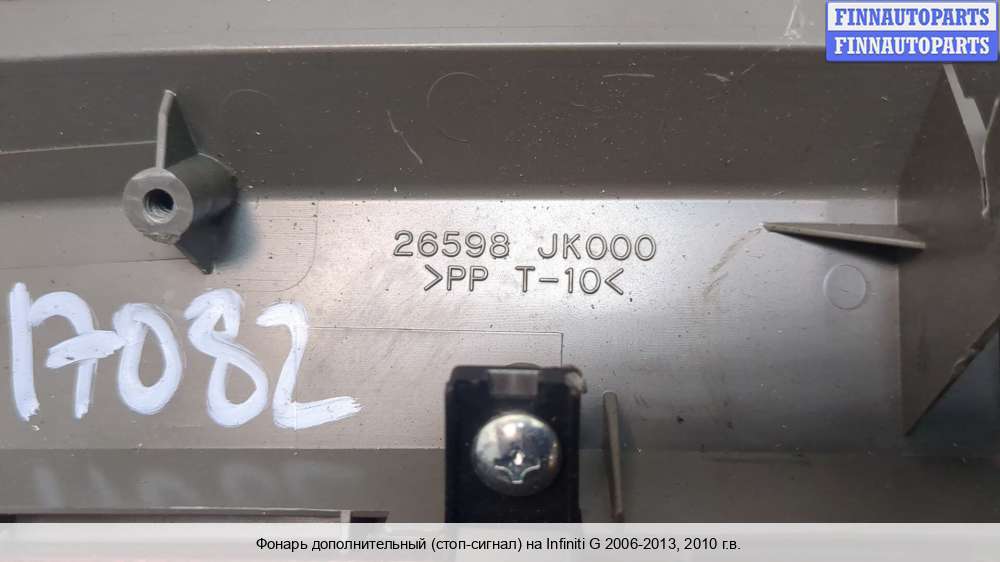 FINNAUTOPARTS
FINNAUTOPARTS
26598 JK000
>PP T-10<
17082
Фонарь дополнительный (стоп-сигнал) на Infiniti G 2006-2013, 2010 г.в.